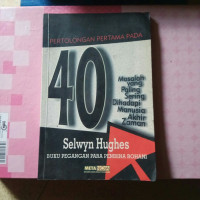 PERTOLONGAN PERTAMA PADA
40
Masalah
yang
Paling
Sering
Dihadapi
Manusia
Akhir
Zaman
Selwyn Hughes
BUKU PEGANGAN PARA PEMBINA ROHANI